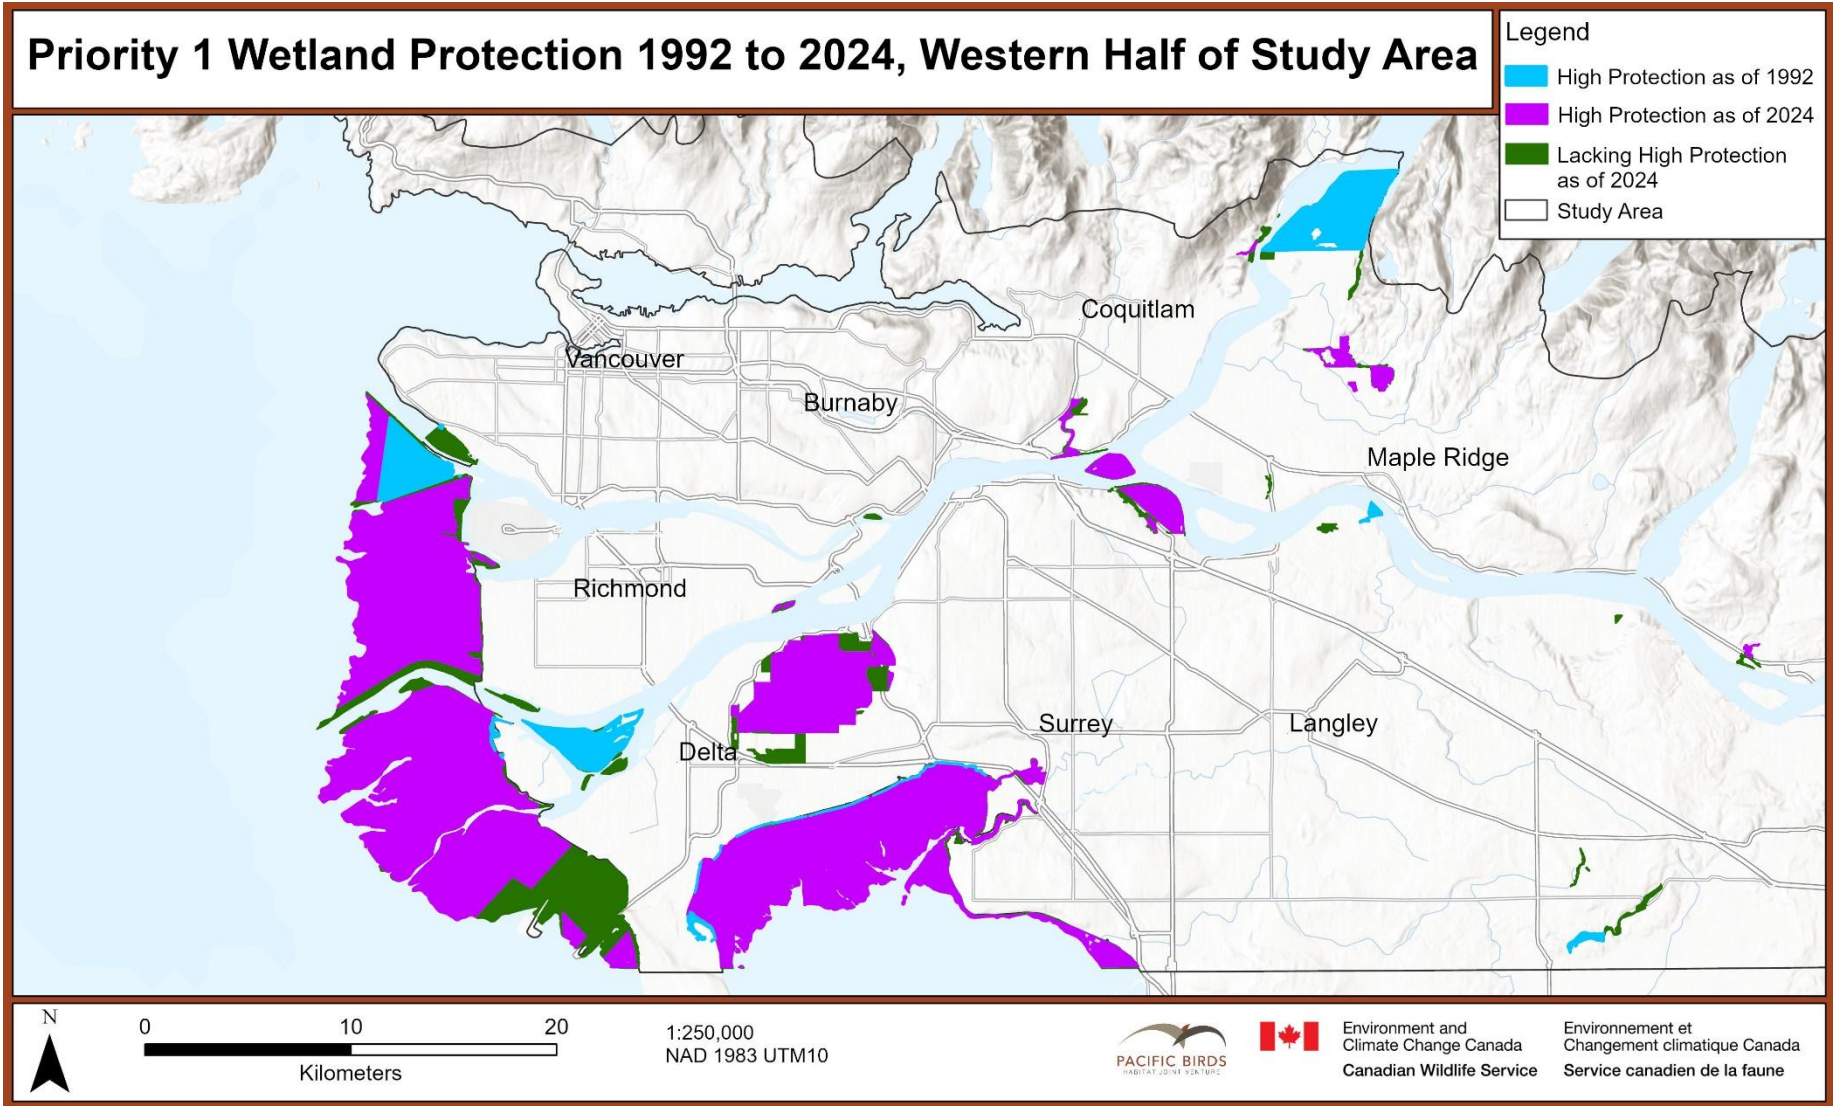 Priority 1 Wetland Protection 1992 to 2024, Western Half of Study Area
Legend
High Protection as of 1992
High Protection as of 2024
Lacking High Protection
as of 2024
Study Area
Coquitlam
Vancouver
Burnaby
Maple Ridge
Richmond
Surrey
Langley
Delta
N
0 10 20
Kilometers
1:250,000
NAD 1983 UTM10
PACIFIC BIRDS
HABITAT JOINT VENTURE
Environment and
Climate Change Canada
Canadian Wildlife Service
Environnement et
Changement climatique Canada
Service canadien de la faune